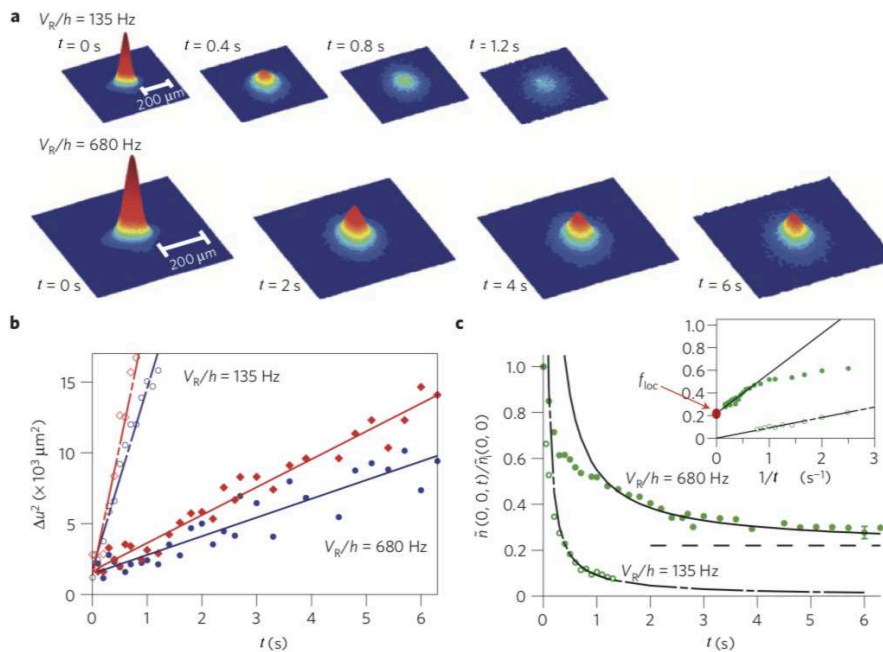 a
V_R/h = 135 Hz
t = 0 s
t = 0.4 s
t = 0.8 s
t = 1.2 s
200 μm
V_R/h = 680 Hz
200 μm
t = 0 s
t = 2 s
t = 4 s
t = 6 s
b
Δu² (× 10³ μm²)
15
10
5
0
V_R/h = 135 Hz
V_R/h = 680 Hz
0 1 2 3 4 5 6
t (s)
c
ñ(0, 0, t)/ñ_i(0, 0)
1.0
0.8
0.6
0.4
0.2
0.0
f_loc
1.0
0.8
0.6
0.4
0.2
0
0 1 2 3
1/t (s⁻¹)
V_R/h = 680 Hz
V_R/h = 135 Hz
0 1 2 3 4 5 6
t (s)